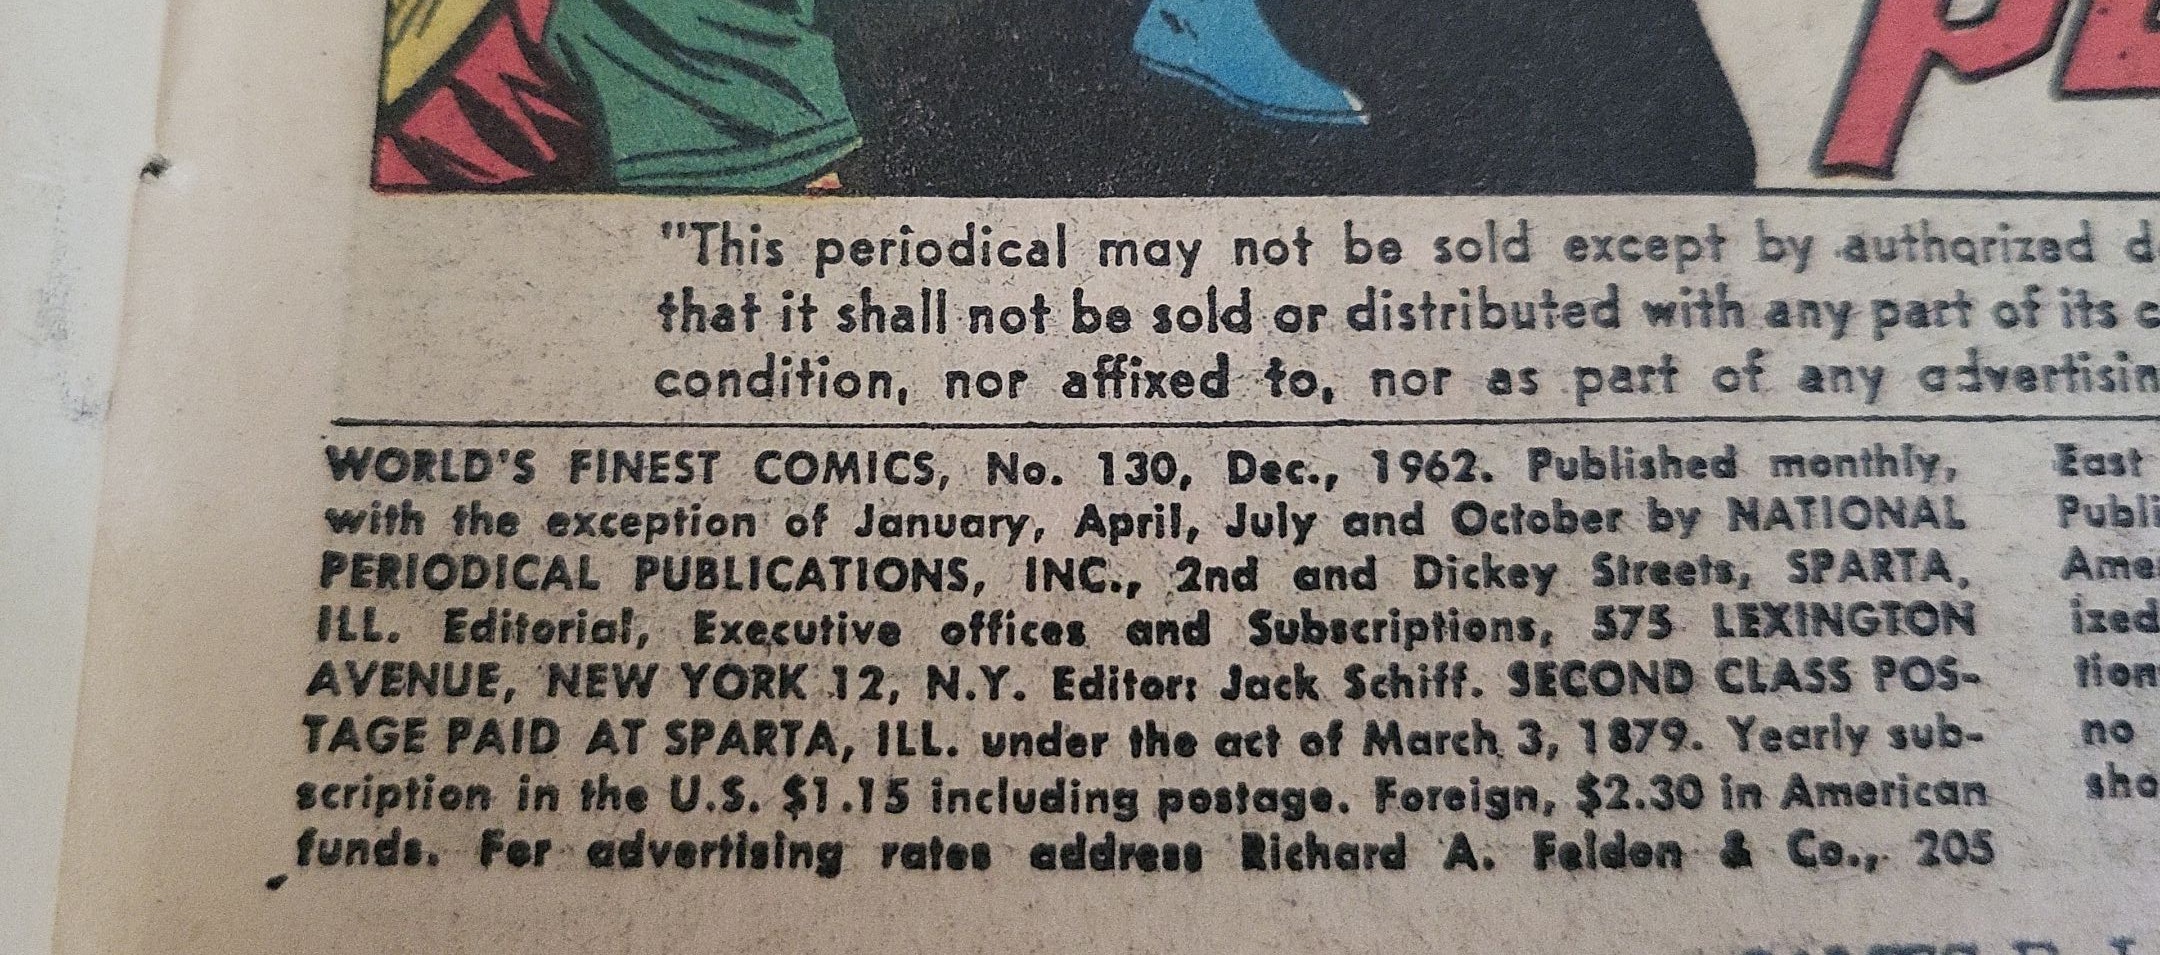 "This periodical may not be sold except by authorized
that it shall not be sold or distributed with any part of its
condition, nor affixed to, nor as part of any advertisin
WORLD'S FINEST COMICS, No. 130, Dec., 1962. Published monthly,
with the exception of January, April, July and October by NATIONAL
PERIODICAL PUBLICATIONS, INC., 2nd and Dickey Streets, SPARTA,
ILL. Editorial, Executive offices and Subscriptions, 575 LEXINGTON
AVENUE, NEW YORK 12, N.Y. Editor: Jack Schiff. SECOND CLASS POS-
TAGE PAID AT SPARTA, ILL. under the act of March 3, 1879. Yearly sub-
scription in the U.S. $1.15 including postage. Foreign, $2.30 in American
funds. For advertising rates address Richard A. Feldon & Co., 205
East
Publi
Ame
ized
tion
no
sho